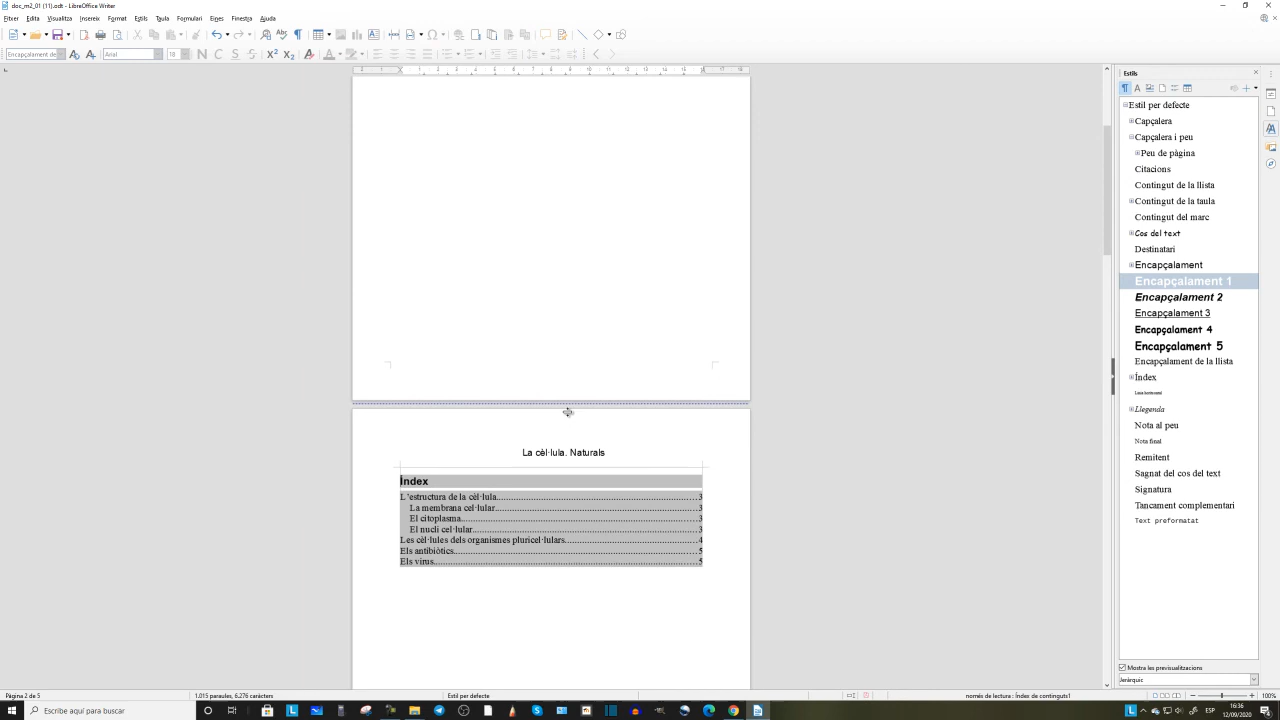 doc_m2_01 (11).odt - LibreOffice Writer
Fitxer Edita Visualitza Insereix Format Estils Taula Formulari Eines Finestra Ajuda
Encapçalament de Arial 18
Estils
Estil per defecte
Capçalera
Capçalera i peu
Peu de pàgina
Citacions
Contingut de la llista
Contingut de la taula
Contingut del marc
Cos del text
Destinatari
Encapçalament
Encapçalament 1
Encapçalament 2
Encapçalament 3
Encapçalament 4
Encapçalament 5
Encapçalament de la llista
Índex
Llegenda
Nota al peu
Nota final
Remitent
Sagnat del cos del text
Signatura
Tancament complementari
Text preformatat
Mostra les previsualitzacions
Jeràrquic
La cèl·lula. Naturals
Índex
L'estructura de la cèl·lula 3
La membrana cel·lular 3
El citoplasma 3
El nucli cel·lular 3
Les cèl·lules dels organismes pluricel·lulars 4
Els antibiòtics 5
Els virus 5
Pàgina 2 de 5 1.015 paraules, 6.276 caràcters Estil per defecte només de lectura : Índex de continguts1 100%
Escribe aquí para buscar
ESP
16:36
12/09/2020